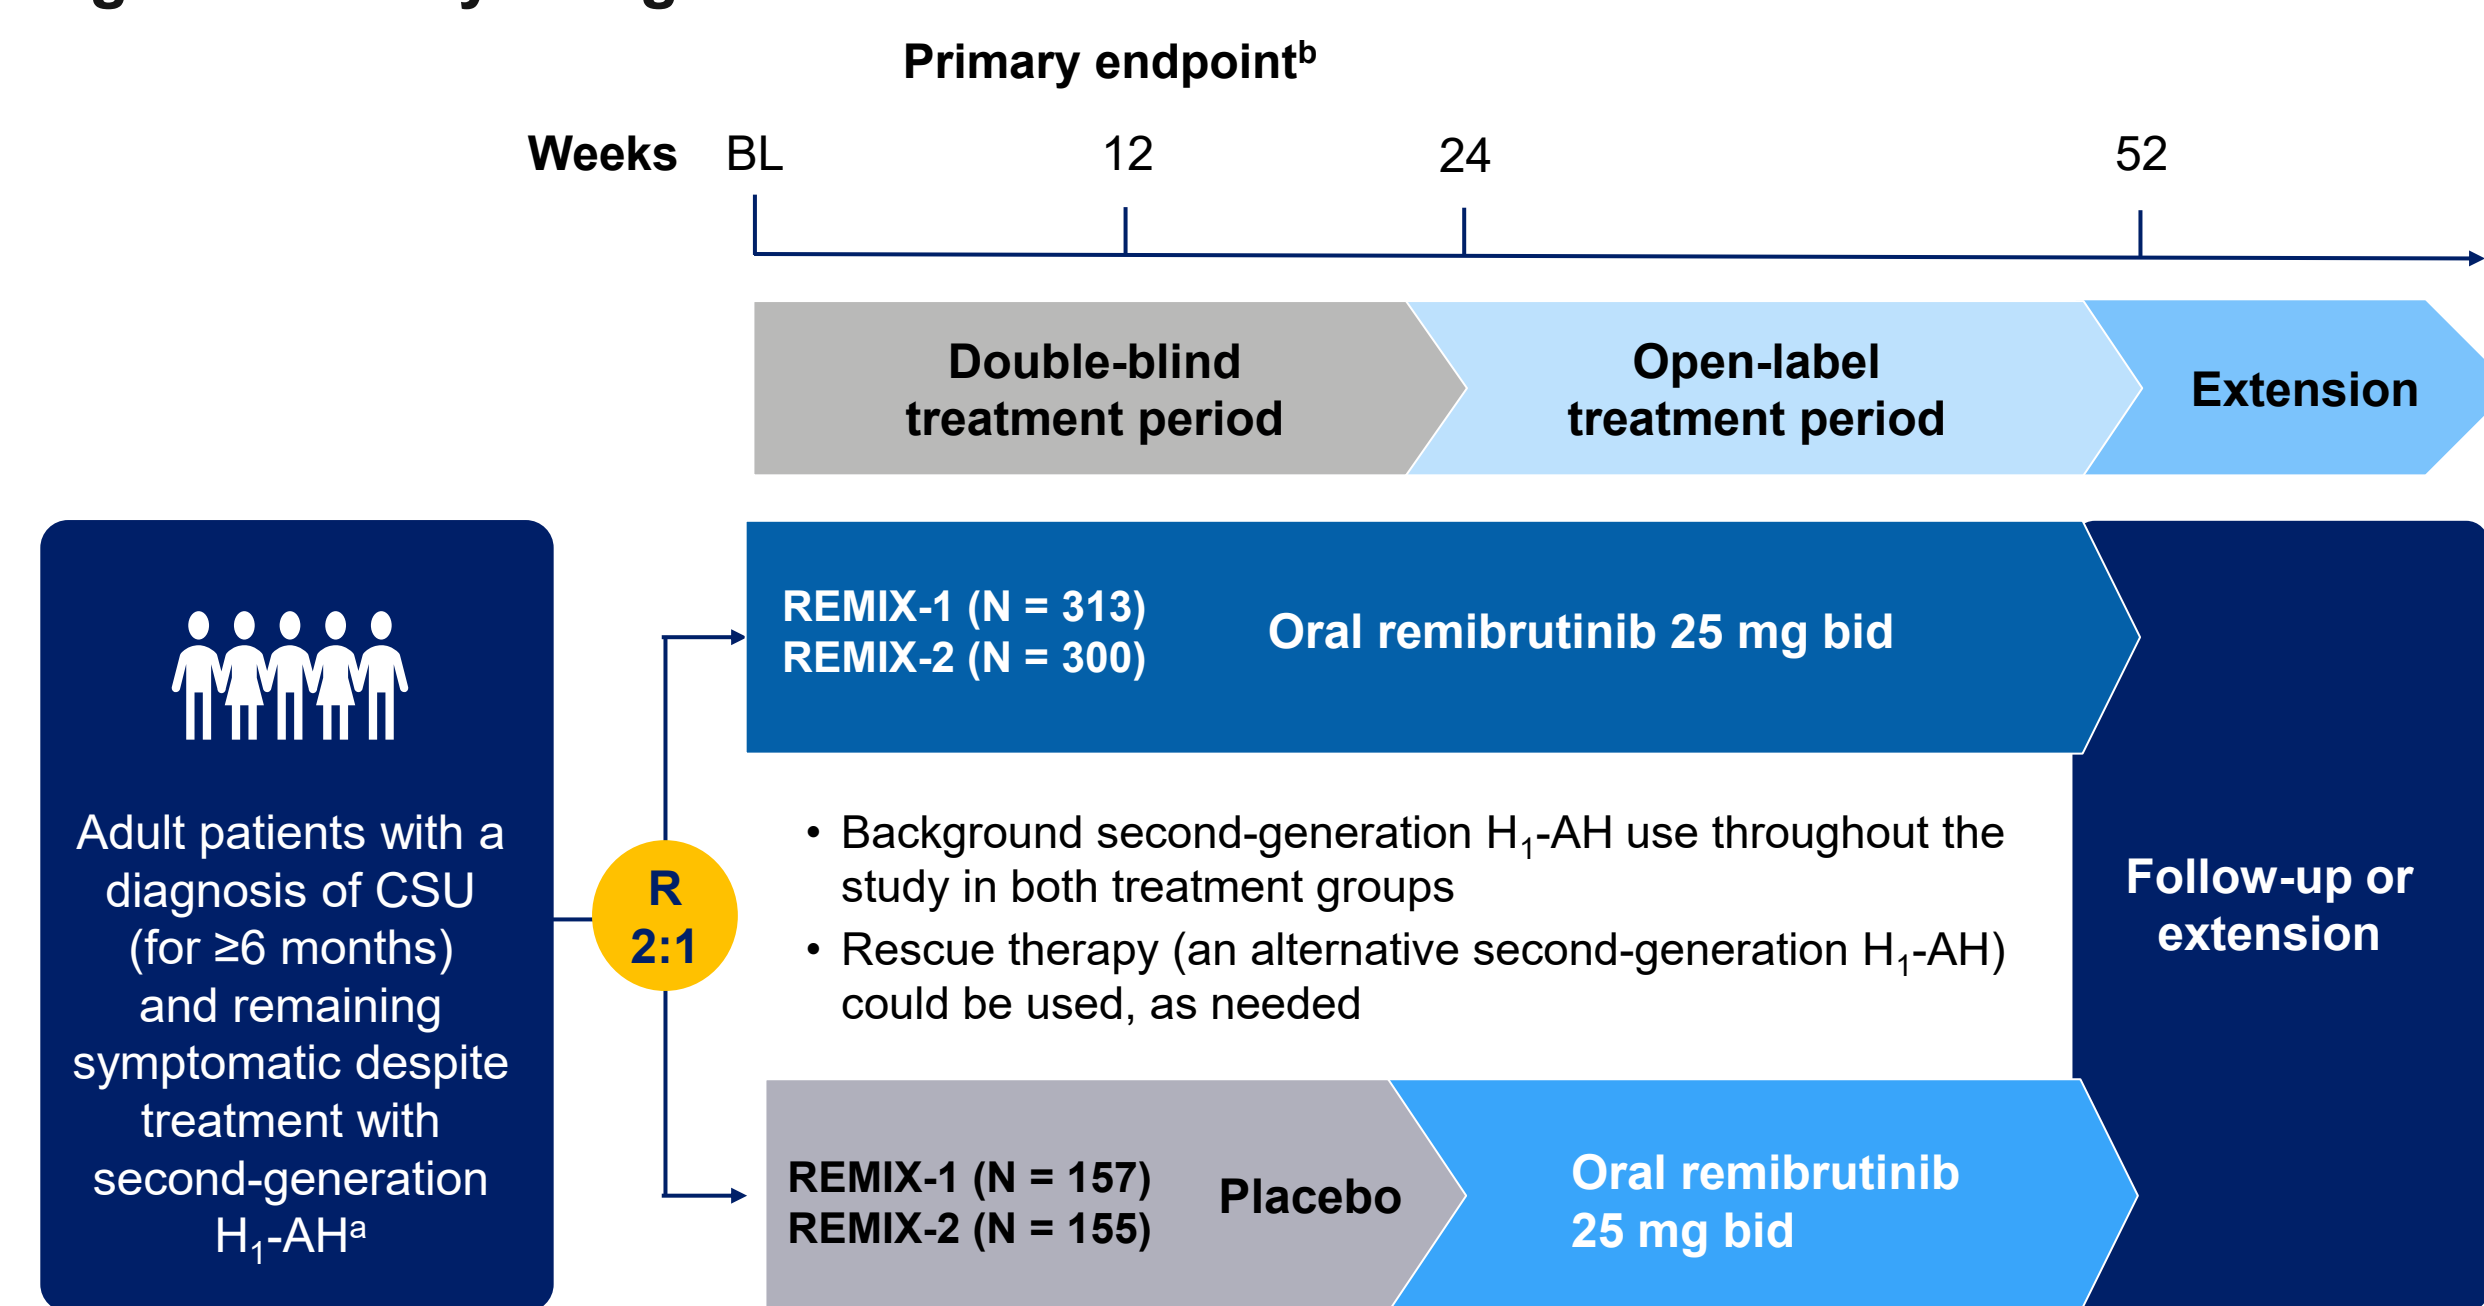 Primary endpointᵇ
Weeks BL 12 24 52
Double-blind
treatment period
Open-label
treatment period
Extension
Adult patients with a
diagnosis of CSU
(for ≥6 months)
and remaining
symptomatic despite
treatment with
second-generation
H₁-AHᵃ
R
2:1
REMIX-1 (N = 313)
REMIX-2 (N = 300)
Oral remibrutinib 25 mg bid
• Background second-generation H₁-AH use throughout the
study in both treatment groups
• Rescue therapy (an alternative second-generation H₁-AH)
could be used, as needed
REMIX-1 (N = 157)
REMIX-2 (N = 155)
Placebo
Oral remibrutinib
25 mg bid
Follow-up or
extension